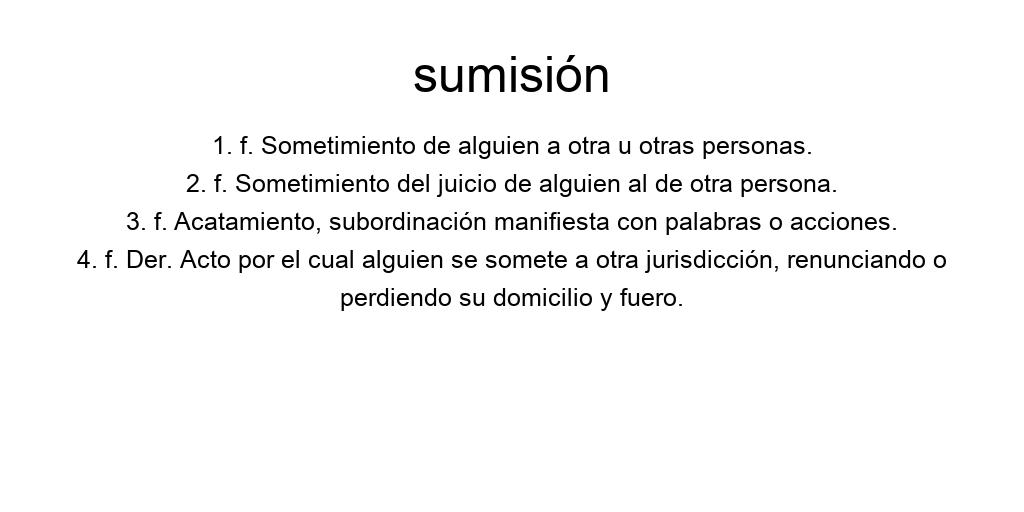 sumisión
1. f. Sometimiento de alguien a otra u otras personas.
2. f. Sometimiento del juicio de alguien al de otra persona.
3. f. Acatamiento, subordinación manifiesta con palabras o acciones.
4. f. Der. Acto por el cual alguien se somete a otra jurisdicción, renunciando o
perdiendo su domicilio y fuero.